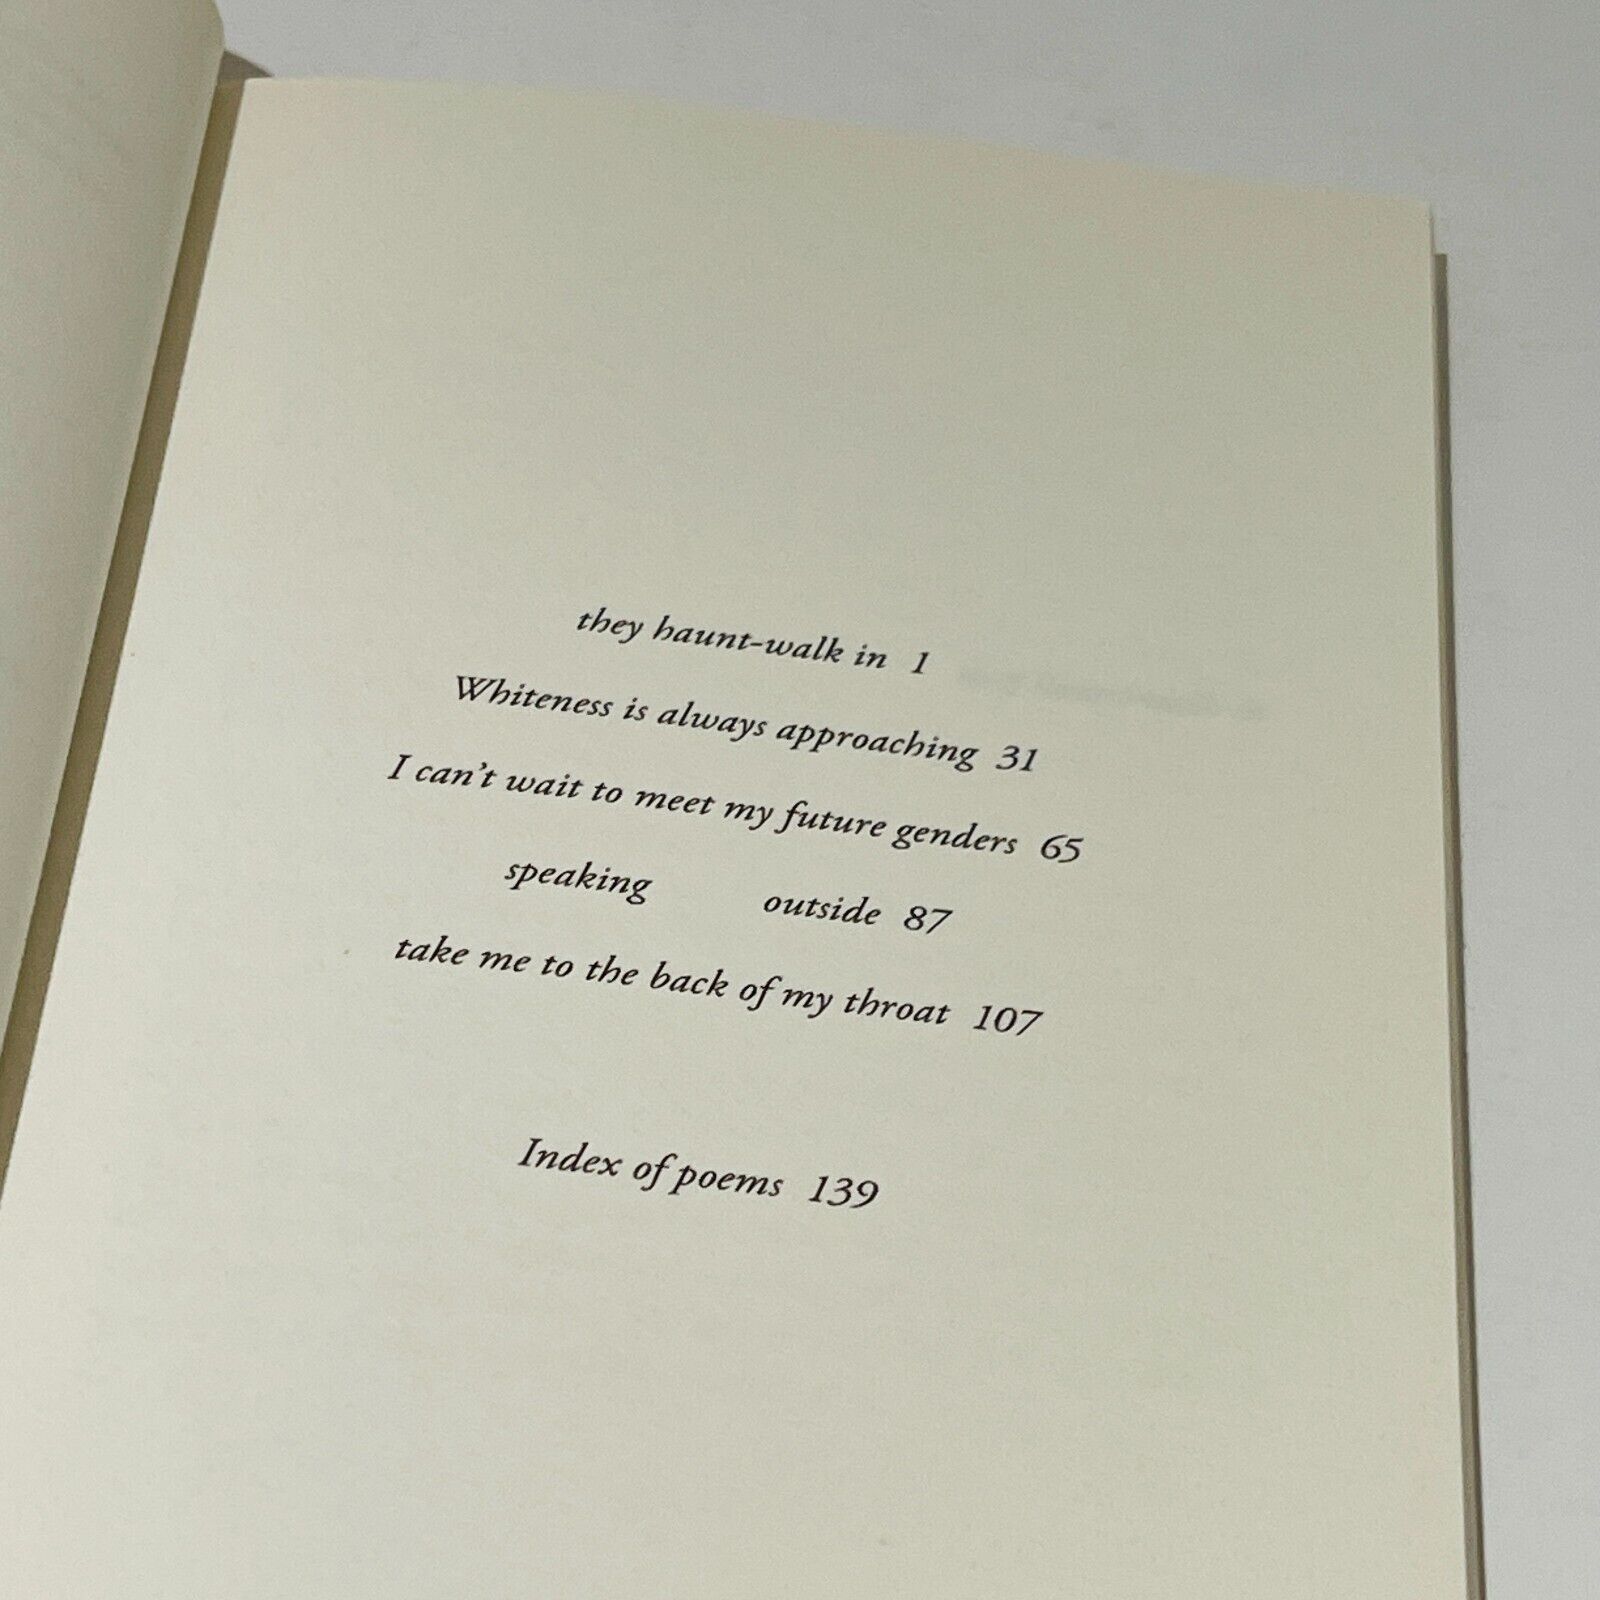 they haunt-walk in 1
Whiteness is always approaching 31
I can't wait to meet my future genders 65
speaking outside 87
take me to the back of my throat 107
Index of poems 139